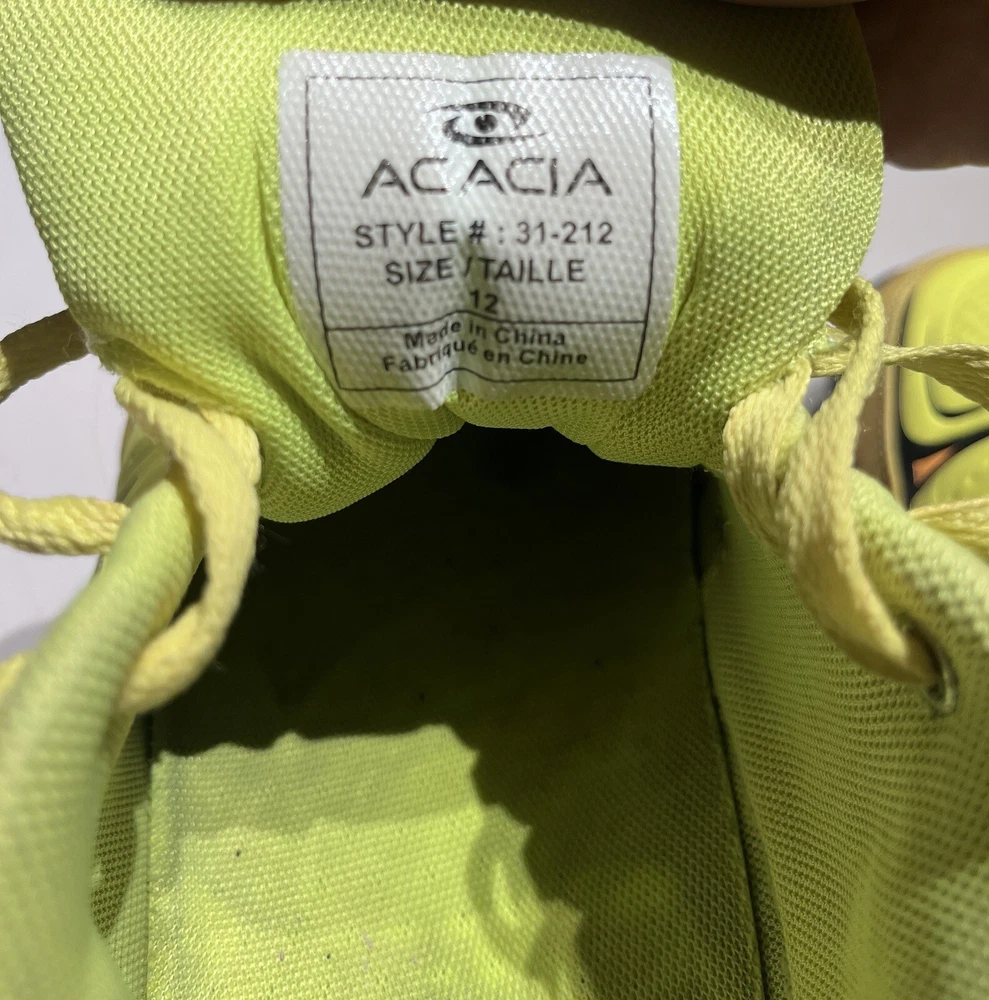 ACACIA
STYLE # : 31-212
SIZE / TAILLE
12
Made in China
Fabriqué en Chine